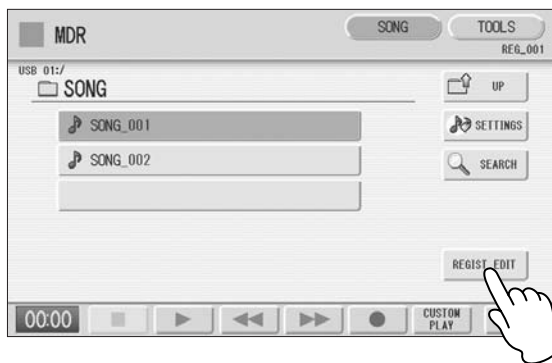 MDR
SONG
TOOLS
REG_001
USB 01:/
SONG
UP
SONG_001
SETTINGS
SONG_002
SEARCH
REGIST EDIT
00:00
CUSTOM
PLAY